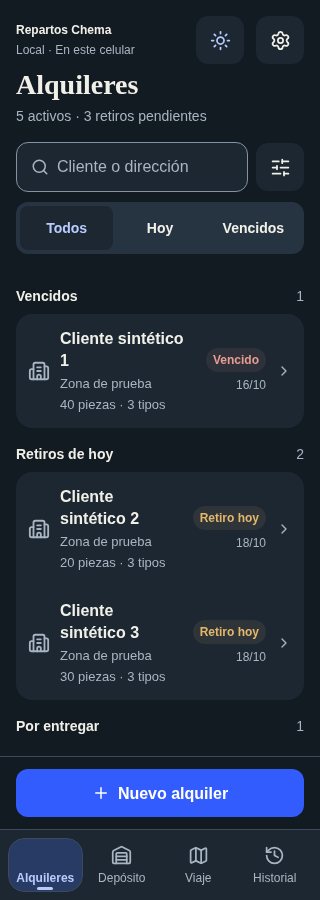 Repartos Chema
Local · En este celular
Alquileres
5 activos · 3 retiros pendientes
Cliente o dirección
Todos
Hoy
Vencidos
Vencidos
1
Cliente sintético
1
Zona de prueba
40 piezas · 3 tipos
Vencido
16/10
Retiros de hoy
2
Cliente
sintético 2
Zona de prueba
20 piezas · 3 tipos
Retiro hoy
18/10
Cliente
sintético 3
Zona de prueba
30 piezas · 3 tipos
Retiro hoy
18/10
Por entregar
1
Nuevo alquiler
Alquileres
Depósito
Viaje
Historial